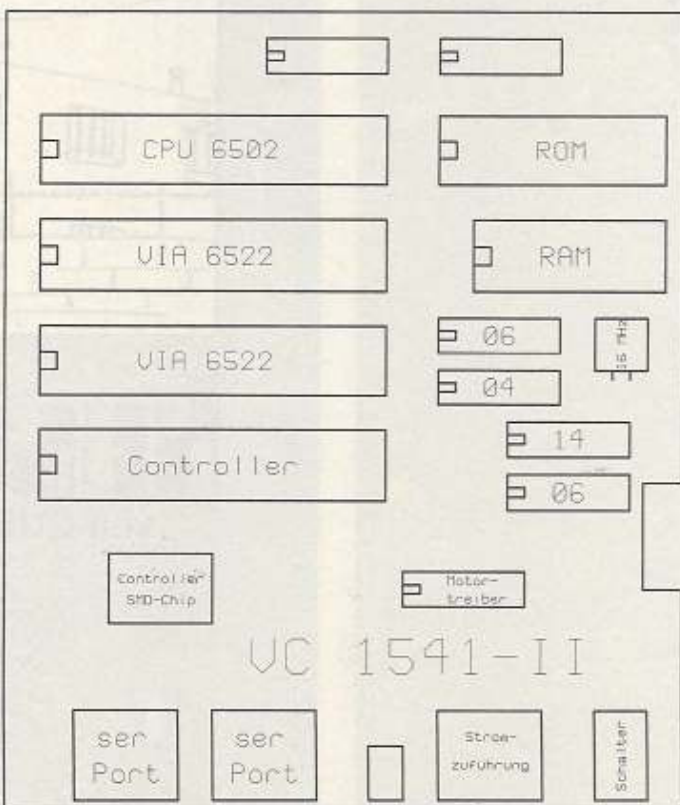 CPU 6502
ROM
VIA 6522
RAM
VIA 6522
06
16 MHz
04
Controller
14
06
Controller
SMD-Chip
Motor-
treiber
VC 1541-II
ser
Port
ser
Port
Strom-
zuführung
Schalter